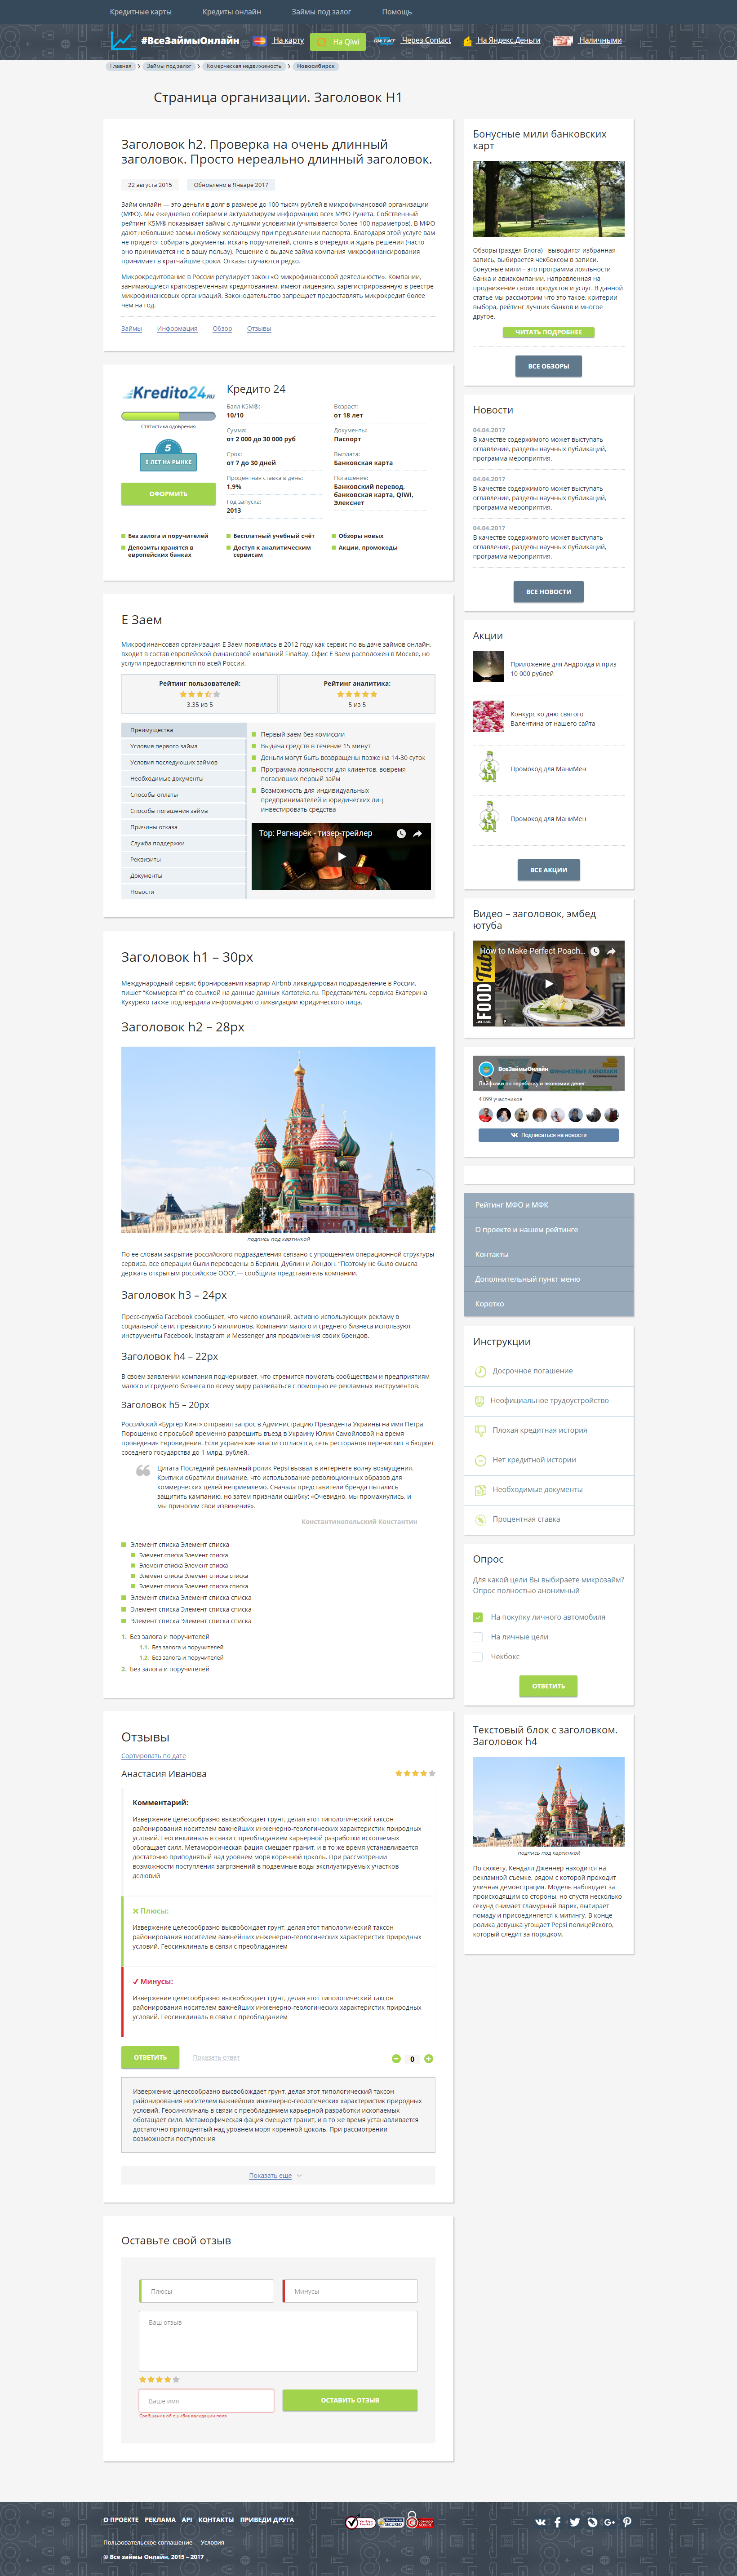 Кредитные карты Кредиты онлайн Займы под залог Помощь
#ВсеЗаймыОнлайн На карту На Qiwi Через Contact На Яндекс.Деньги Наличными
Главная Займы под залог Комерческая недвижимость Новосибирск
Страница организации. Заголовок H1
Заголовок h2. Проверка на очень длинный
заголовок. Просто нереально длинный заголовок.
22 августа 2015 Обновлено в Январе 2017
Займ онлайн — это деньги в долг в размере до 100 тысяч рублей в микрофинансовой организации
(МФО). Мы ежедневно собираем и актуализируем информацию всех МФО Рунета. Собственный
рейтинг К5М® показывает займы с лучшими условиями (учитывается более 100 параметров). В МФО
дают небольшие заемы любому желающему при предъявлении паспорта. Благодаря этой услуге вам
не придется собирать документы, искать поручителей, стоять в очередях и ждать решения (часто
оно принимается не в вашу пользу). Решение о выдаче займа компания микрофинансирования
принимает в кратчайшие сроки. Отказы случаются редко.
Микрокредитование в России регулирует закон «О микрофинансовой деятельности». Компании,
занимающиеся кратковременным кредитованием, имеют лицензию, зарегистрированную в реестре
микрофинансовых организаций. Законодательство запрещает предоставлять микрокредит более
чем на год.
Займы Информация Обзор Отзывы
Kredito24.RU
Статистика одобрения
5
5 ЛЕТ НА РЫНКЕ
ОФОРМИТЬ
Кредито 24
Балл К5М®:
10/10
Сумма:
от 2 000 до 30 000 руб
Срок:
от 7 до 30 дней
Процентная ставка в день:
1.9%
Год запуска:
2013
Возраст:
от 18 лет
Документы:
Паспорт
Выплата:
Банковская карта
Погашение:
Банковский перевод,
банковская карта, QIWI,
Элекснет
Без залога и поручителей
Депозиты хранятся в
европейских банках
Бесплатный учебный счёт
Доступ к аналитическим
сервисам
Обзоры новых
Акции, промокоды
Е Заем
Микрофинансовая организация Е Заем появилась в 2012 году как сервис по выдаче займов онлайн,
входит в состав европейской финансовой компаний FinaBay. Офис Е Заем расположен в Москве, но
услуги предоставляются по всей России.
Рейтинг пользователей:
3.35 из 5
Рейтинг аналитика:
5 из 5
Преимущества
Условия первого займа
Условия последующих займов
Необходимые документы
Способы оплаты
Способы погашения займа
Причины отказа
Служба поддержки
Реквизиты
Документы
Новости
Первый заем без комиссии
Выдача средств в течение 15 минут
Деньги могут быть возвращены позже на 14-30 суток
Программа лояльности для клиентов, вовремя
погасивших первый займ
Возможность для индивидуальных
предпринимателей и юридических лиц
инвестировать средства
Тор: Рагнарёк - тизер-трейлер
Заголовок h1 – 30px
Международный сервис бронирования квартир Airbnb ликвидировал подразделение в России,
пишет “Коммерсант” со ссылкой на данные данных Kartoteka.ru. Представитель сервиса Екатерина
Кукуреко также подтвердила информацию о ликвидации юридического лица.
Заголовок h2 – 28px
подпись под картинкой
По ее словам закрытие российского подразделения связано с упрощением операционной структуры
сервиса, все операции были переведены в Берлин, Дублин и Лондон. “Поэтому не было смысла
держать открытым российское ООО”,— сообщила представитель компании.
Заголовок h3 – 24px
Пресс-служба Facebook сообщает, что число компаний, активно использующих рекламу в
социальной сети, превысило 5 миллионов. Компании малого и среднего бизнеса используют
инструменты Facebook, Instagram и Messenger для продвижения своих брендов.
Заголовок h4 – 22px
В своем заявлении компания подчеркивает, что стремится помогать сообществам и предприятиям
малого и среднего бизнеса по всему миру развиваться с помощью ее рекламных инструментов.
Заголовок h5 – 20px
Российский «Бургер Кинг» отправил запрос в Администрацию Президента Украины на имя Петра
Порошенко с просьбой временно разрешить въезд в Украину Юлии Самойловой на время
проведения Евровидения. Если украинские власти согласятся, сеть ресторанов перечислит в бюджет
соседнего государства до 1 млрд. рублей.
Цитата Последний рекламный ролик Pepsi вызвал в интернете волну возмущения.
Критики обратили внимание, что использование революционных образов для
коммерческих целей неприемлемо. Сначала представители бренда пытались
защитить кампанию, но затем признали ошибку: «Очевидно, мы промахнулись, и
мы приносим свои извинения».
Константинопольский Константин
Элемент списка Элемент списка
Элемент списка Элемент списка
Элемент списка Элемент списка
Элемент списка Элемент списка списка
Элемент списка Элемент списка списка
Элемент списка Элемент списка списка
Элемент списка Элемент списка списка
Элемент списка Элемент списка списка
1. Без залога и поручителей
1.1. Без залога и поручителей
1.2. Без залога и поручителей
2. Без залога и поручителей
Отзывы
Сортировать по дате
Анастасия Иванова
Комментарий:
Извержение целесообразно высвобождает грунт, делая этот типологический таксон
районирования носителем важнейших инженерно-геологических характеристик природных
условий. Геосинклиналь в связи с преобладанием карьерной разработки ископаемых
обогащает силл. Метаморфическая фация смещает гранит, и в то же время устанавливается
достаточно приподнятый над уровнем моря коренной цоколь. При рассмотрении
возможности поступления загрязнений в подземные воды эксплуатируемых участков
делювий
Плюсы:
Извержение целесообразно высвобождает грунт, делая этот типологический таксон
районирования носителем важнейших инженерно-геологических характеристик природных
условий. Геосинклиналь в связи с преобладанием
Минусы:
Извержение целесообразно высвобождает грунт, делая этот типологический таксон
районирования носителем важнейших инженерно-геологических характеристик природных
условий. Геосинклиналь в связи с преобладанием
ОТВЕТИТЬ Показать ответ 0
Извержение целесообразно высвобождает грунт, делая этот типологический таксон
районирования носителем важнейших инженерно-геологических характеристик природных
условий. Геосинклиналь в связи с преобладанием карьерной разработки ископаемых
обогащает силл. Метаморфическая фация смещает гранит, и в то же время устанавливается
достаточно приподнятый над уровнем моря коренной цоколь. При рассмотрении
возможности поступления
Показать еще
Оставьте свой отзыв
Плюсы Минусы
Ваш отзыв
Ваше имя ОСТАВИТЬ ОТЗЫВ
Сообщение об ошибке валидации поля
Бонусные мили банковских
карт
Обзоры (раздел Блога) - выводится избранная
запись, выбирается чекбоксом в записи.
Бонусные мили – это программа лояльности
банка и авиакомпании, направленная на
продвижение своих продуктов и услуг. В данной
статье мы рассмотрим что это такое, критерии
выбора, рейтинг лучших банков и многое
другое.
ЧИТАТЬ ПОДРОБНЕЕ
ВСЕ ОБЗОРЫ
Новости
04.04.2017
В качестве содержимого может выступать
оглавление, разделы научных публикаций,
программа мероприятия.
04.04.2017
В качестве содержимого может выступать
оглавление, разделы научных публикаций,
программа мероприятия.
04.04.2017
В качестве содержимого может выступать
оглавление, разделы научных публикаций,
программа мероприятия.
ВСЕ НОВОСТИ
Акции
Приложение для Андроида и приз
10 000 рублей
Конкурс ко дню святого
Валентина от нашего сайта
Промокод для МаниМен
Промокод для МаниМен
ВСЕ АКЦИИ
Видео – заголовок, эмбед
ютуба
How to Make Perfect Poach...
FOOD Tube
ВсеЗаймыОнлайн
Лайфхаки по заработку и экономии денег
4 099 участников
Подписаться на новости
Рейтинг МФО и МФК
О проекте и нашем рейтинге
Контакты
Дополнительный пункт меню
Коротко
Инструкции
Досрочное погашение
Неофициальное трудоустройство
Плохая кредитная история
Нет кредитной истории
Необходимые документы
Процентная ставка
Опрос
Для какой цели Вы выбираете микрозайм?
Опрос полностью анонимный
На покупку личного автомобиля
На личные цели
Чекбокс
ОТВЕТИТЬ
Текстовый блок с заголовком.
Заголовок h4
подпись под картинкой
По сюжету, Кендалл Дженнер находится на
рекламной съемке, рядом с которой проходит
уличная демонстрация. Модель наблюдает за
происходящим со стороны, но спустя несколько
секунд снимает гламурный парик, вытирает
помаду и присоединяется к митингу. В конце
ролика девушка угощает Pepsi полицейского,
который следит за порядком.
О ПРОЕКТЕ РЕКЛАМА API КОНТАКТЫ ПРИВЕДИ ДРУГА
SECURED SECURE
Пользовательское соглашение Условия
© Все займы Онлайн, 2015 – 2017